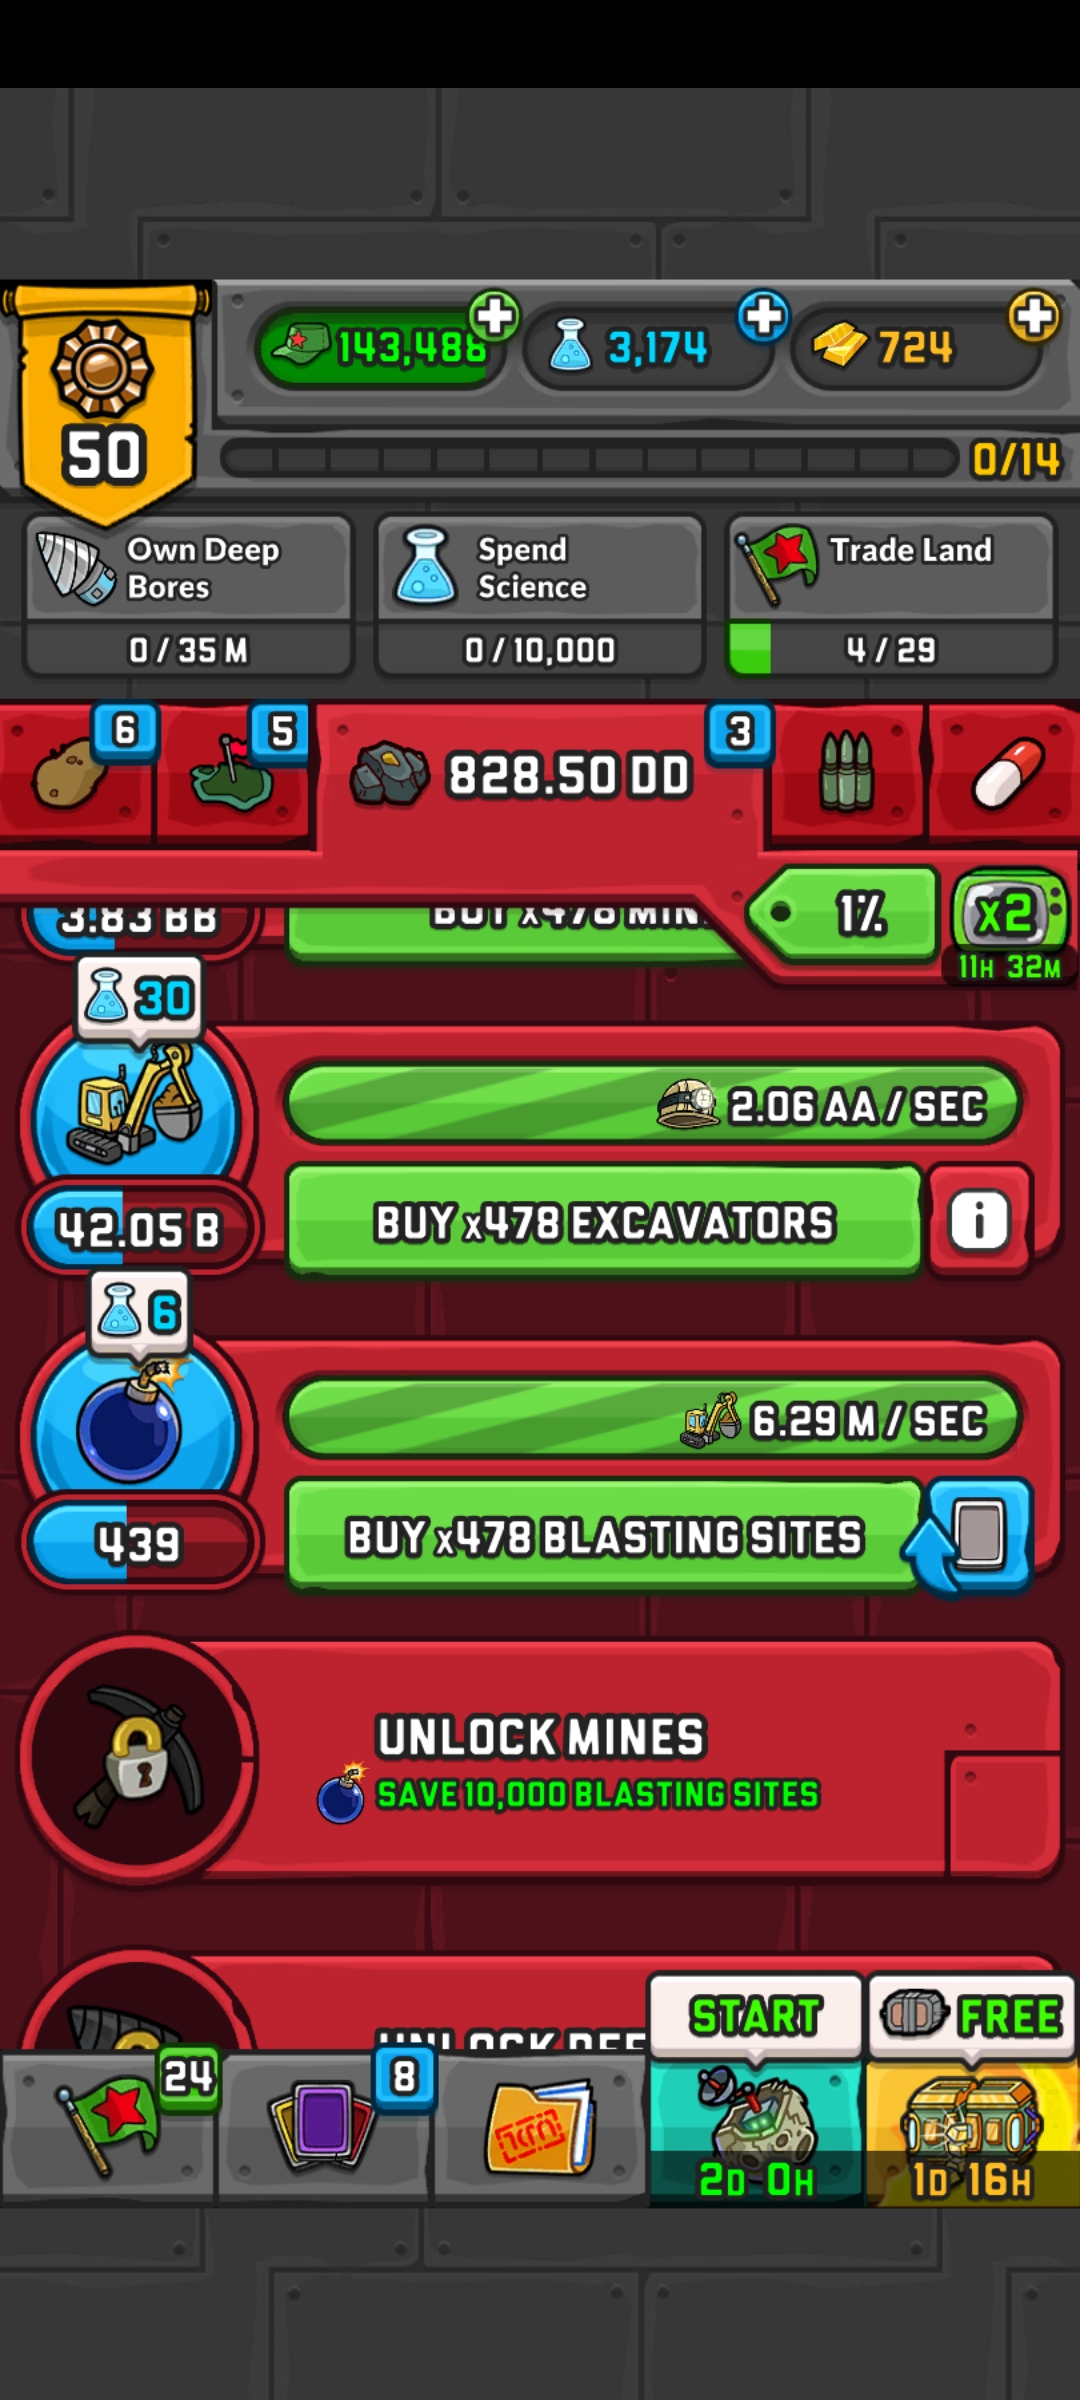 143,488
3,174
724
50
0/14
Own Deep Bores
0 / 35 M
Spend Science
0 / 10,000
Trade Land
4 / 29
6
5
828.50 DD
3
3.83 BB
BUY x478 MIN
1%
x2
11H 32M
30
2.06 AA / SEC
42.05 B
BUY x478 EXCAVATORS
i
6
6.29 M / SEC
439
BUY x478 BLASTING SITES
UNLOCK MINES
SAVE 10,000 BLASTING SITES
UNLOCK DEE
START
FREE
24
8
2D 0H
1D 16H